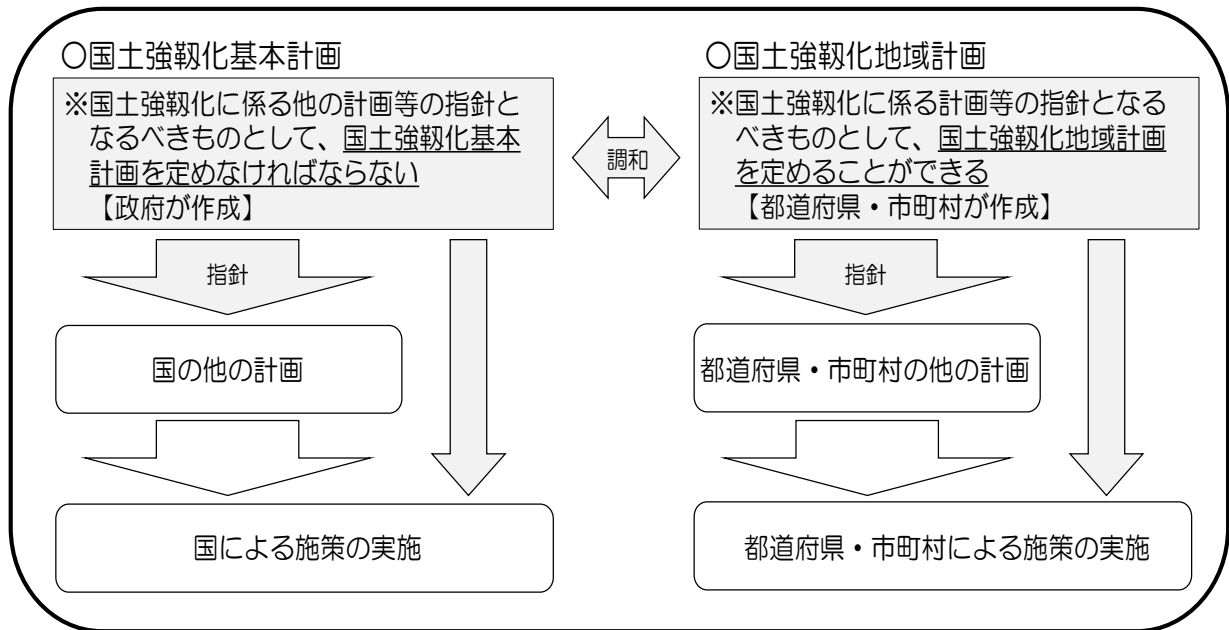 〇国土強靱化基本計画
※国土強靱化に係る他の計画等の指針と
なるべきものとして、国土強靱化基本
計画を定めなければならない
【政府が作成】
指針
国の他の計画
国による施策の実施
調和
〇国土強靱化地域計画
※国土強靱化に係る計画等の指針となる
べきものとして、国土強靱化地域計画
を定めることができる
【都道府県・市町村が作成】
指針
都道府県・市町村の他の計画
都道府県・市町村による施策の実施